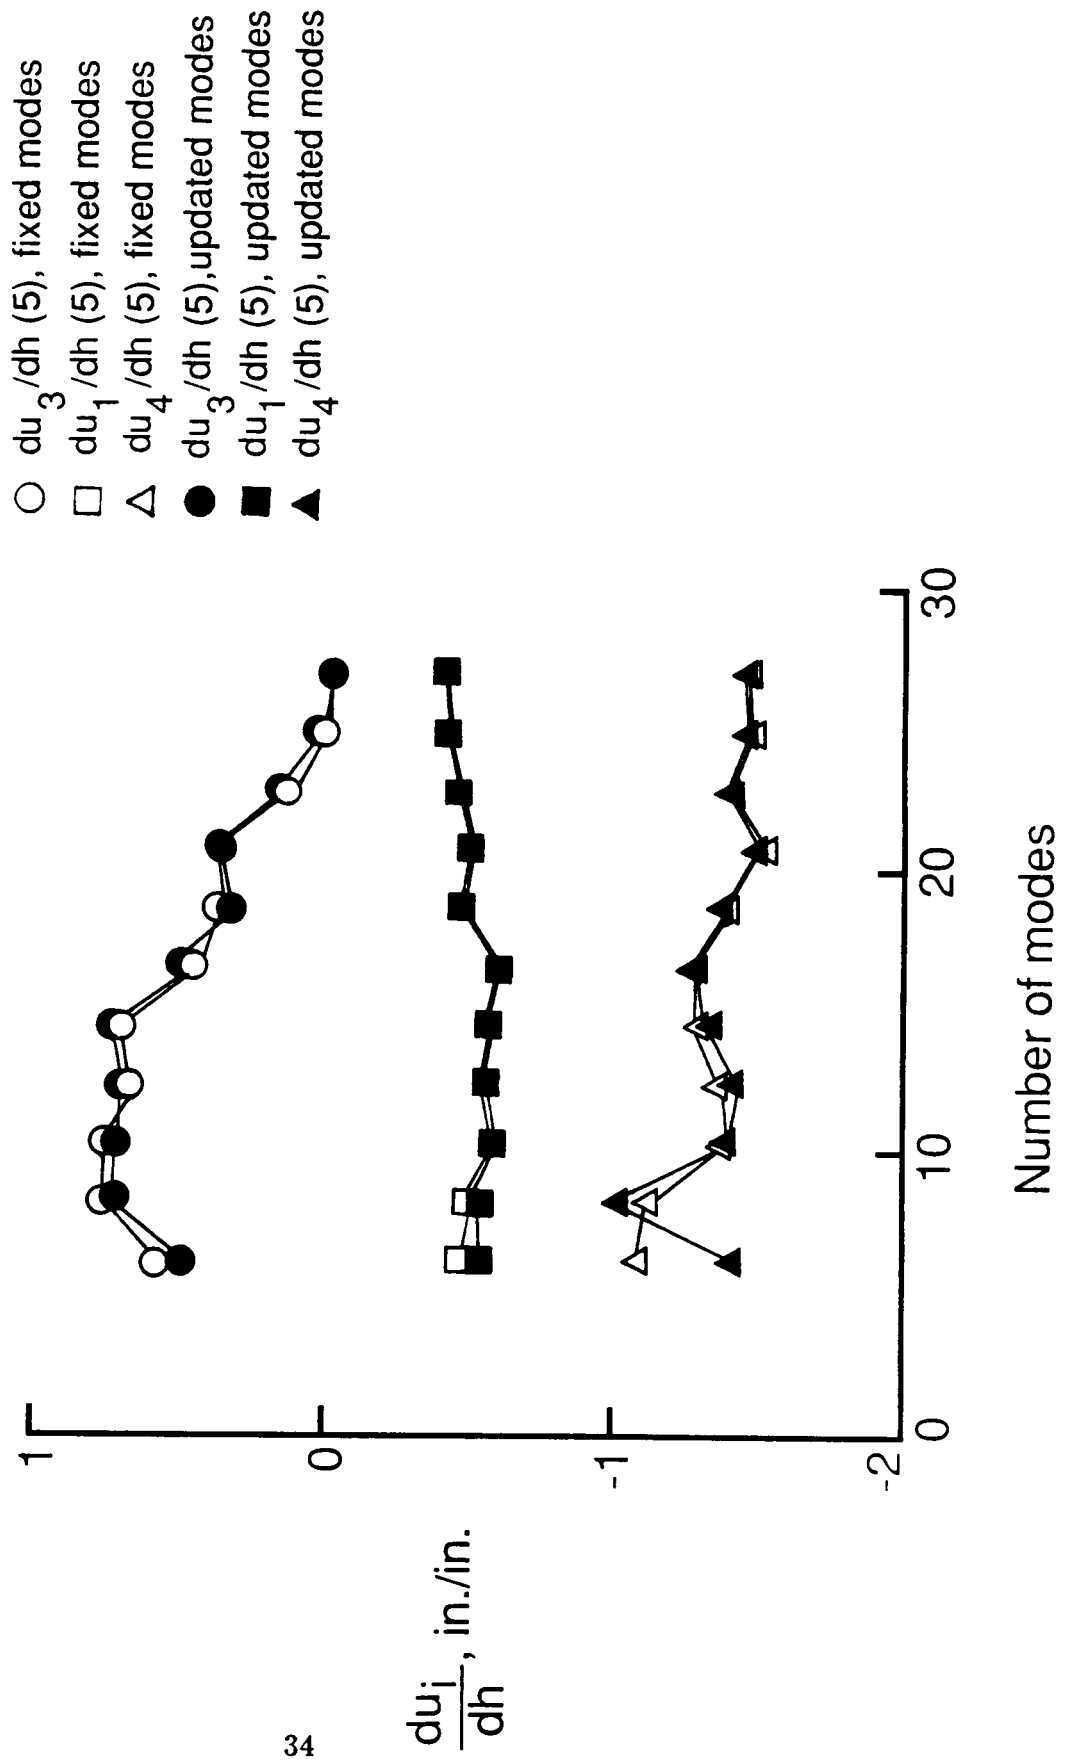 du3/dh (5), fixed modes
du1/dh (5), fixed modes
du4/dh (5), fixed modes
du3/dh (5),updated modes
du1/dh (5), updated modes
du4/dh (5), updated modes
1
0
-1
-2
dui
dh
, in./in.
0
10
20
30
Number of modes
34